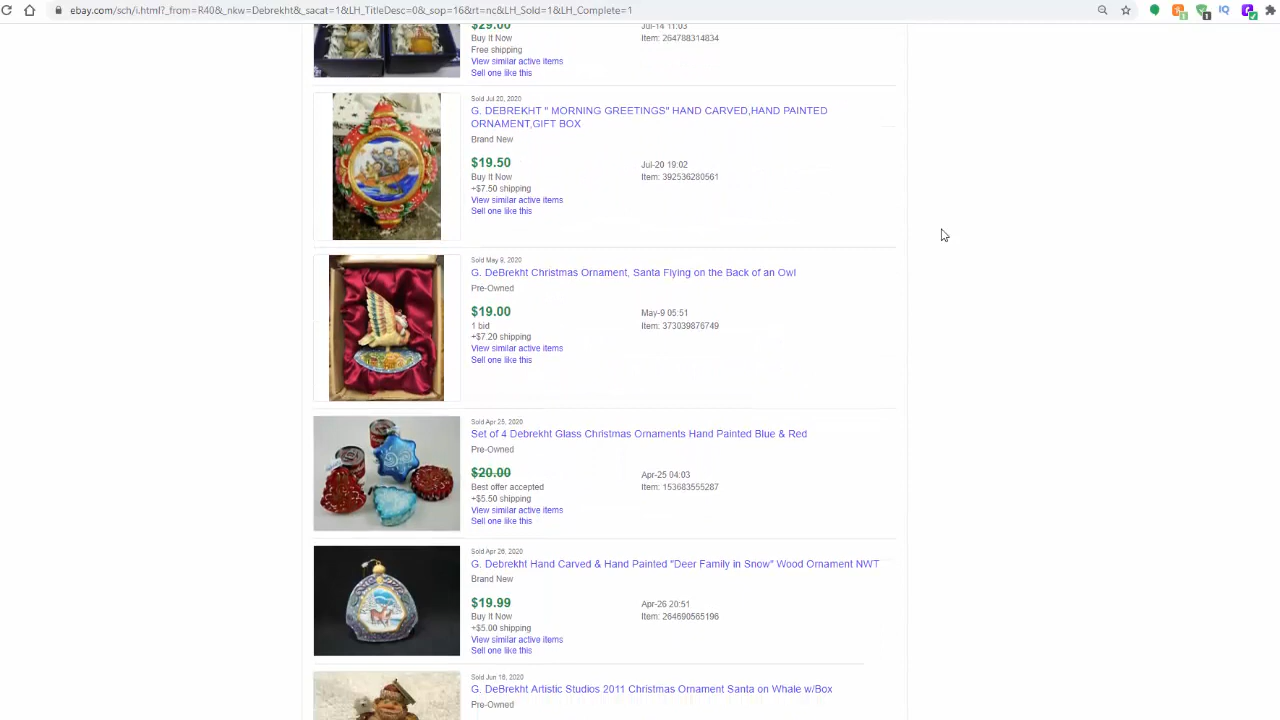 ebay.com/sch/i.html?_from=R40&_nkw=Debrekht&_sacat=1&LH_TitleDesc=0&_sop=16&rt=nc&LH_Sold=1&LH_Complete=1
$29.00
Jul-14 11:03
Buy It Now
Item: 264788314834
Free shipping
View similar active items
Sell one like this
Sold Jul 20, 2020
G. DEBREKHT " MORNING GREETINGS" HAND CARVED,HAND PAINTED
ORNAMENT,GIFT BOX
Brand New
$19.50
Jul-20 19:02
Buy It Now
Item: 392536280561
+$7.50 shipping
View similar active items
Sell one like this
Sold May 9, 2020
G. DeBrekht Christmas Ornament, Santa Flying on the Back of an Owl
Pre-Owned
$19.00
May-9 05:51
1 bid
Item: 373039876749
+$7.20 shipping
View similar active items
Sell one like this
Sold Apr 25, 2020
Set of 4 Debrekht Glass Christmas Ornaments Hand Painted Blue & Red
Pre-Owned
$20.00
Apr-25 04:03
Best offer accepted
Item: 153683555287
+$5.50 shipping
View similar active items
Sell one like this
Sold Apr 26, 2020
G. Debrekht Hand Carved & Hand Painted "Deer Family in Snow" Wood Ornament NWT
Brand New
$19.99
Apr-26 20:51
Buy It Now
Item: 264690565196
+$5.00 shipping
View similar active items
Sell one like this
Sold Jun 18, 2020
G. DeBrekht Artistic Studios 2011 Christmas Ornament Santa on Whale w/Box
Pre-Owned